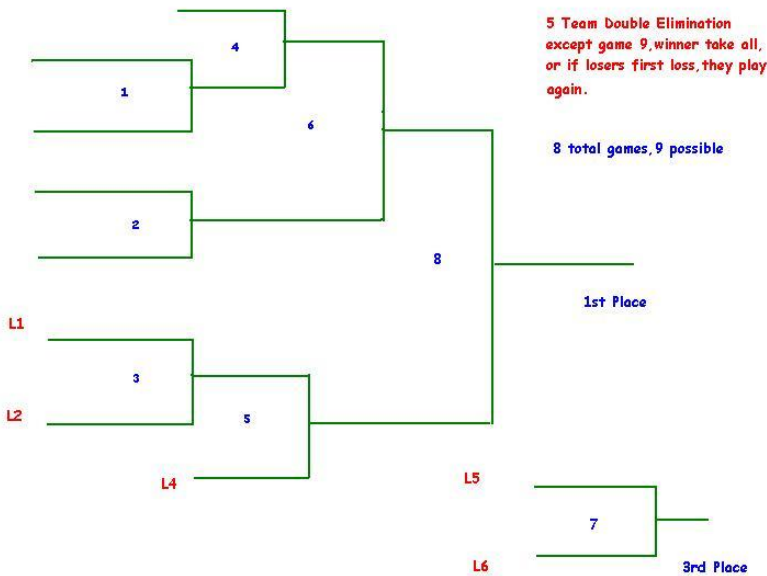 5 Team Double Elimination
except game 9,winner take all,
or if losers first loss,they play
again.
4
1
6
8 total games,9 possible
2
8
1st Place
L1
3
L2
5
L4
L5
7
L6
3rd Place